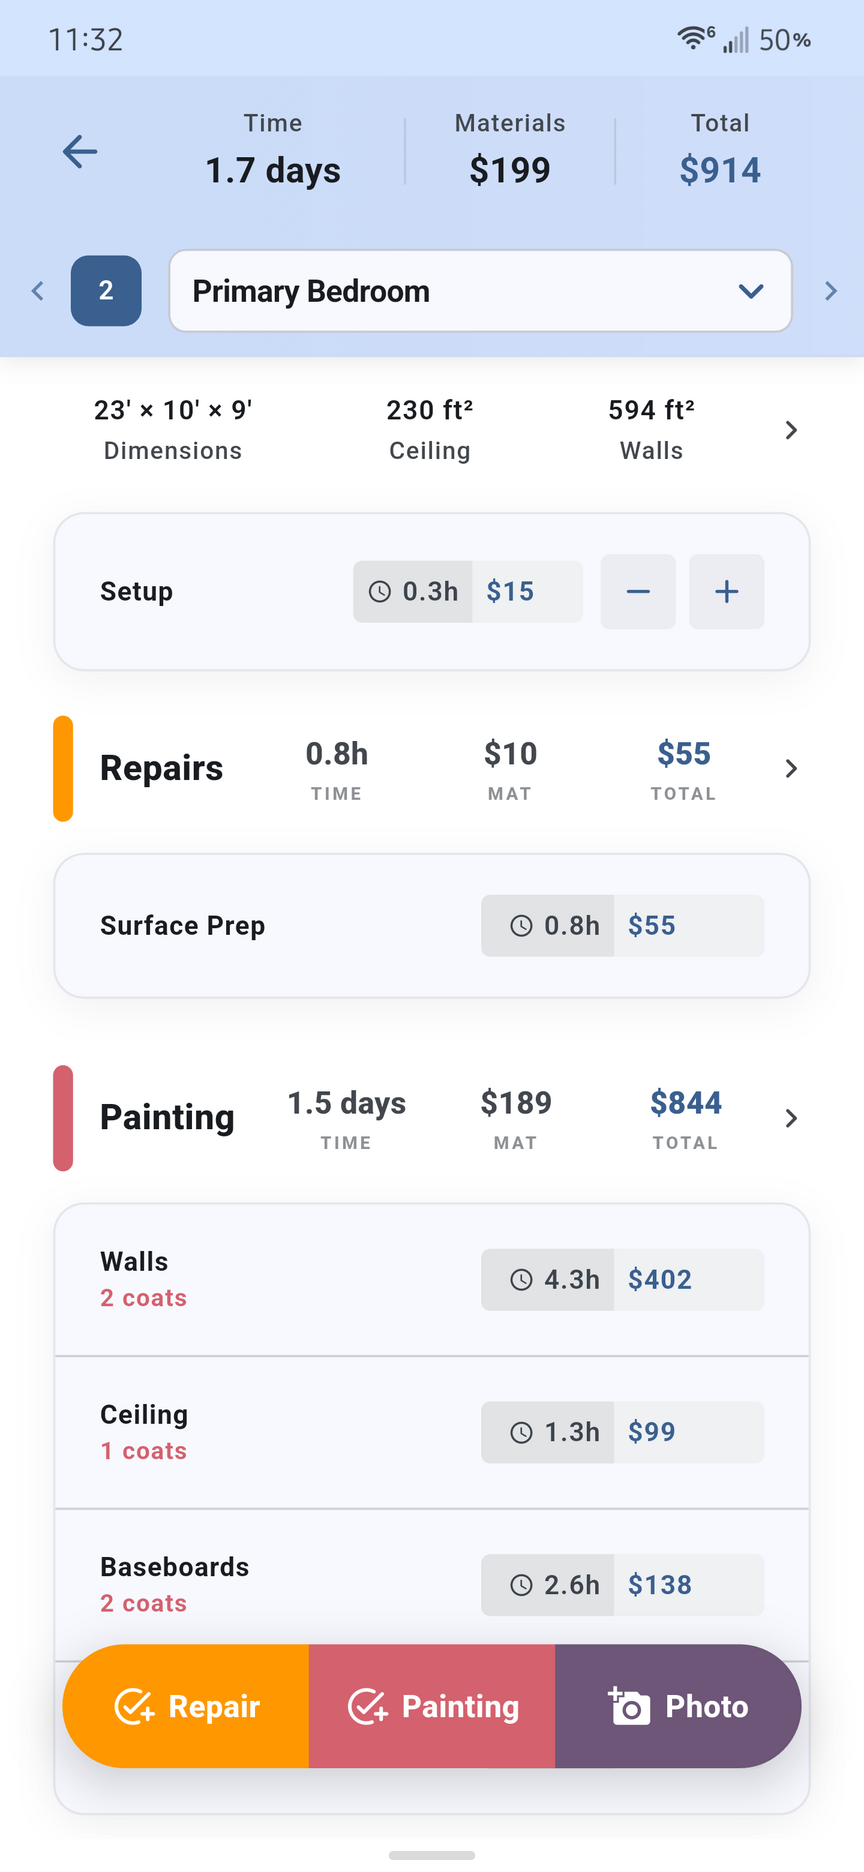 11:32
6 50%
Time Materials Total
1.7 days $199 $914
2 Primary Bedroom
23' × 10' × 9' 230 ft² 594 ft²
Dimensions Ceiling Walls
Setup 0.3h $15 − +
Repairs 0.8h $10 $55
TIME MAT TOTAL
Surface Prep 0.8h $55
Painting 1.5 days $189 $844
TIME MAT TOTAL
Walls 4.3h $402
2 coats
Ceiling 1.3h $99
1 coats
Baseboards 2.6h $138
2 coats
Repair Painting Photo